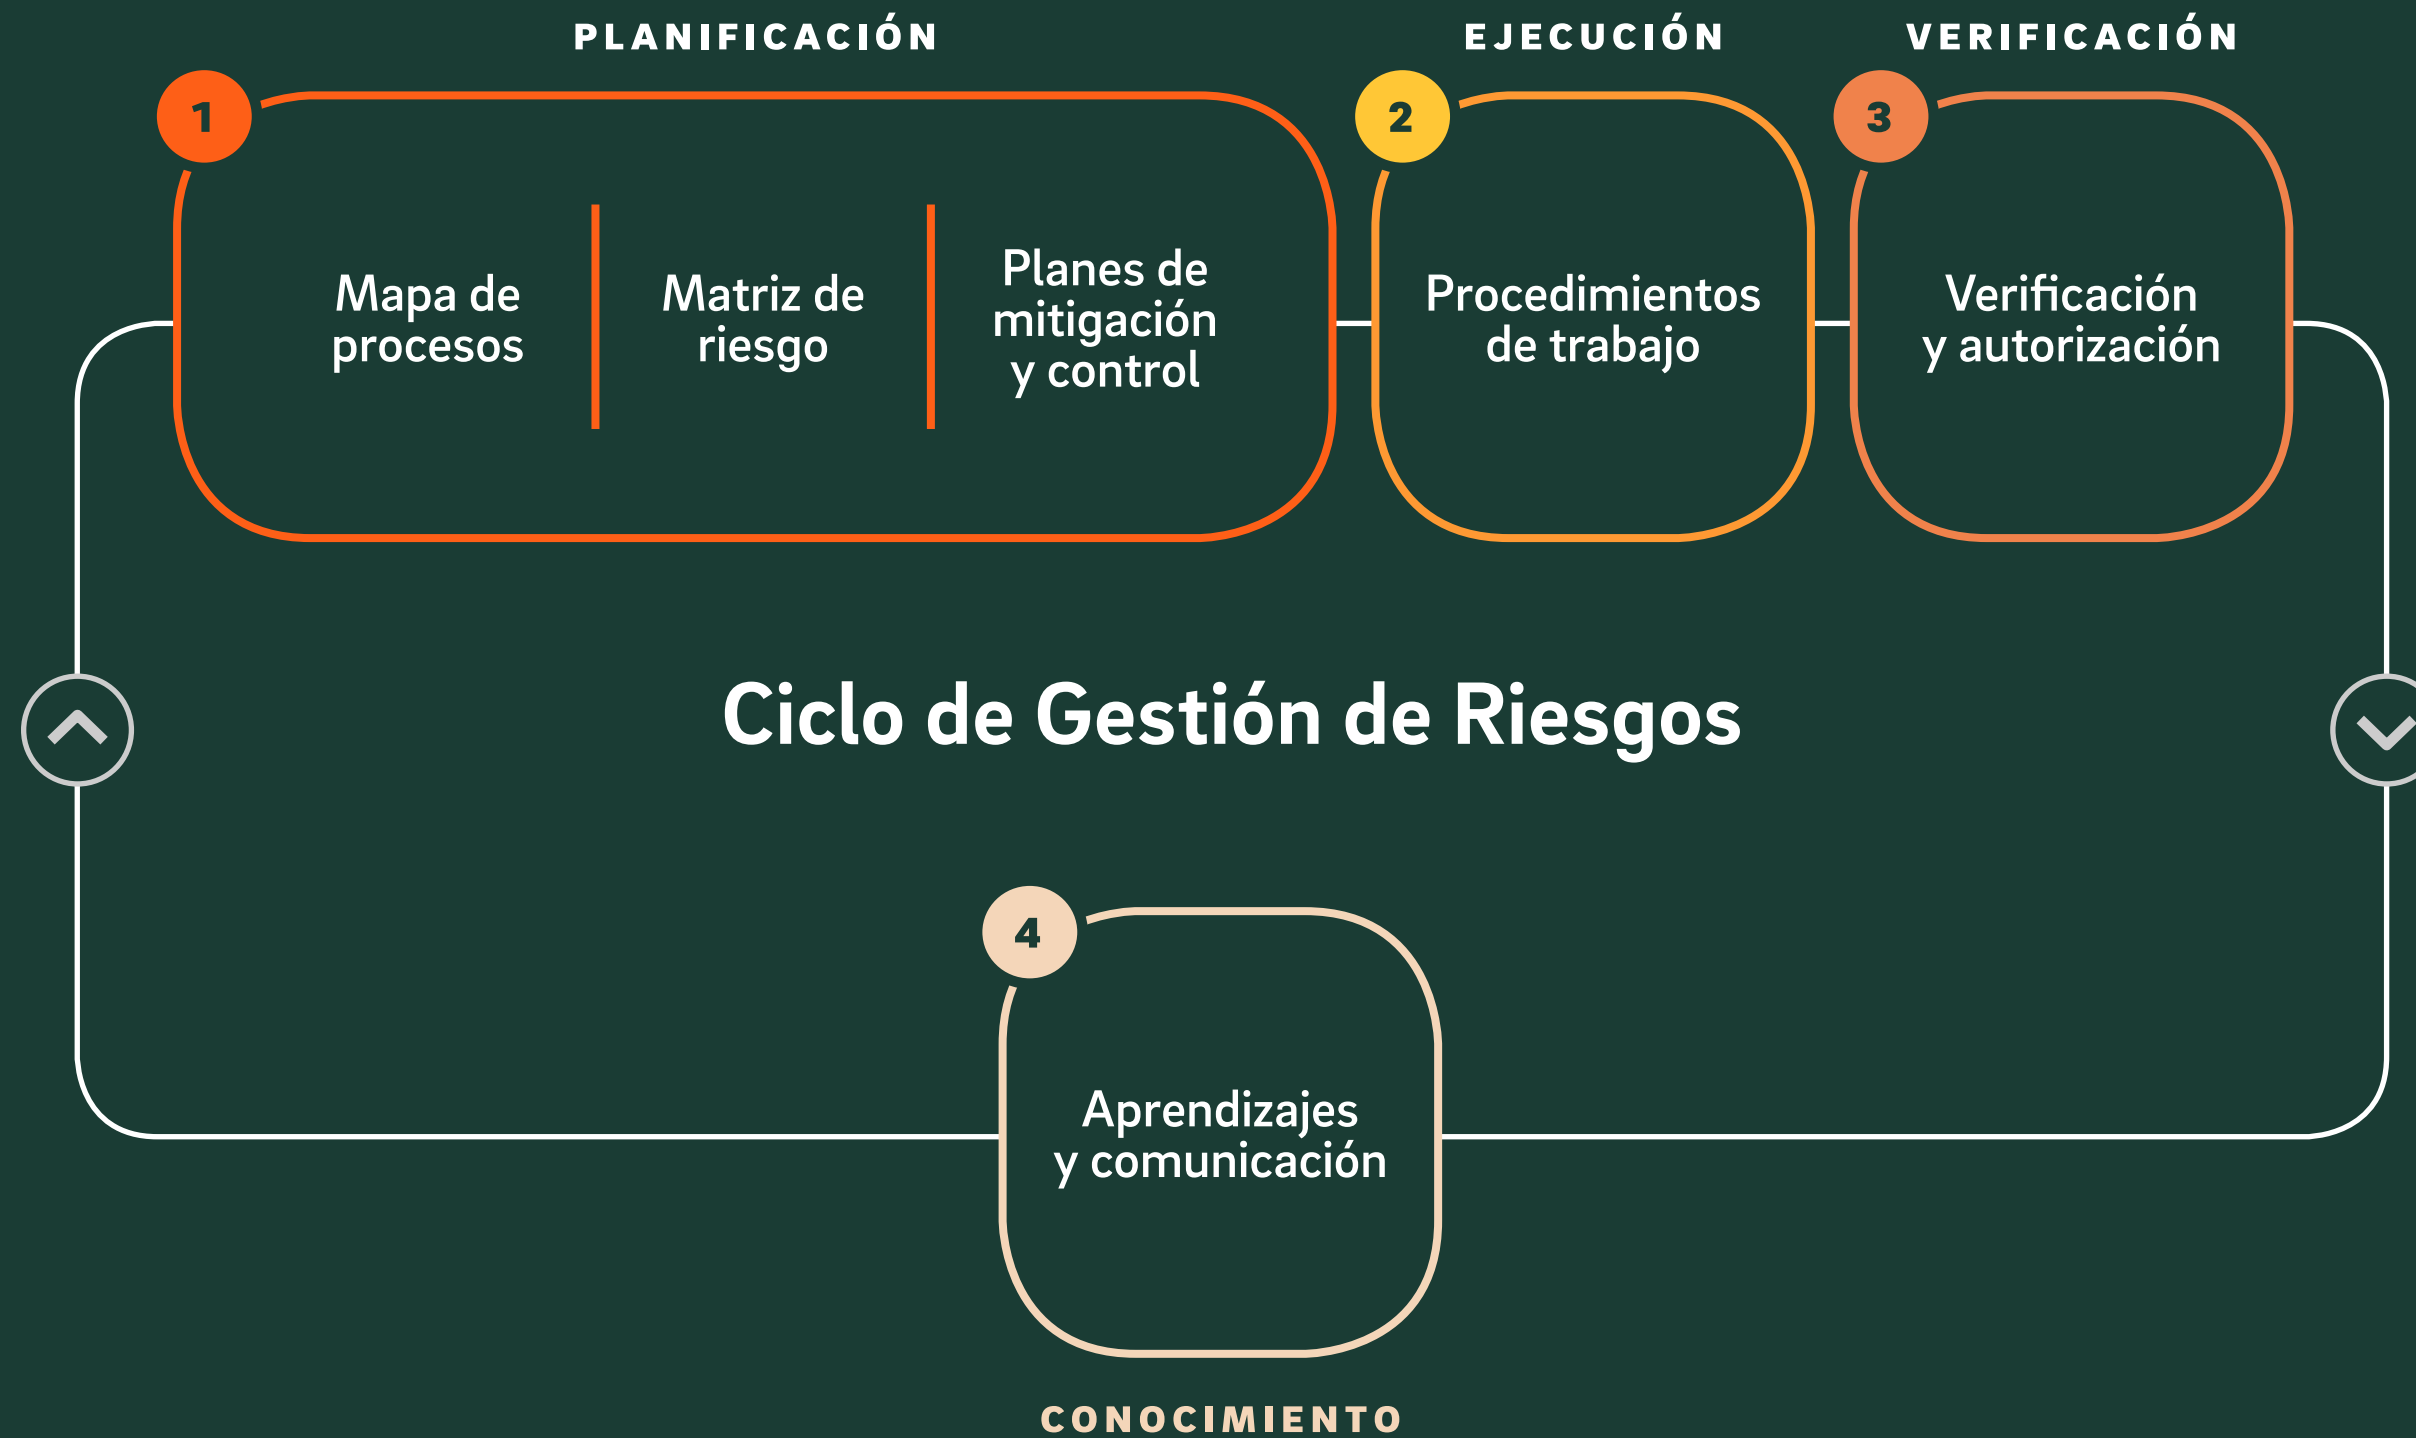 PLANIFICACIÓN
1
Mapa de
procesos
Matriz de
riesgo
Planes de
mitigación
y control
EJECUCIÓN
2
Procedimientos
de trabajo
VERIFICACIÓN
3
Verificación
y autorización
Ciclo de Gestión de Riesgos
4
Aprendizajes
y comunicación
CONOCIMIENTO